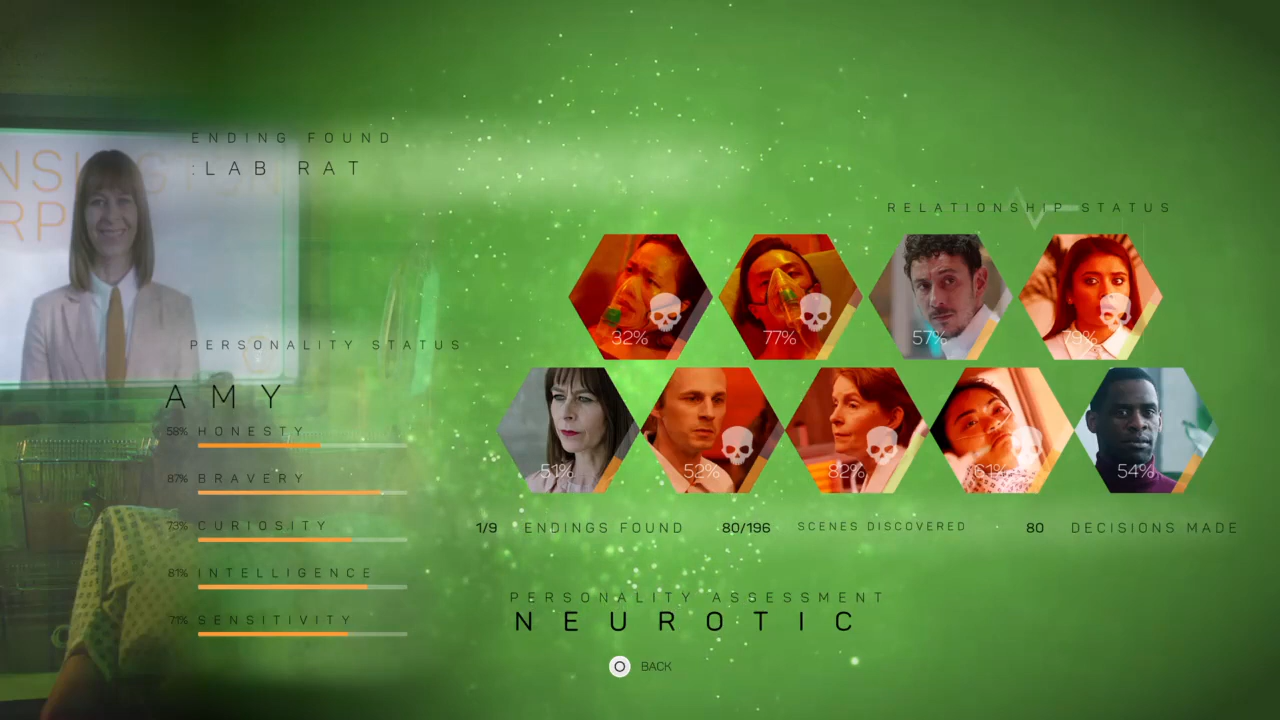 ENDING FOUND
:LAB RAT
RELATIONSHIP STATUS
32%
77%
57%
79%
PERSONALITY STATUS
AMY
58% HONESTY
87% BRAVERY
73% CURIOSITY
81% INTELLIGENCE
71% SENSITIVITY
51%
52%
82%
61%
54%
1/9 ENDINGS FOUND 80/196 SCENES DISCOVERED 80 DECISIONS MADE
PERSONALITY ASSESSMENT
NEUROTIC
BACK